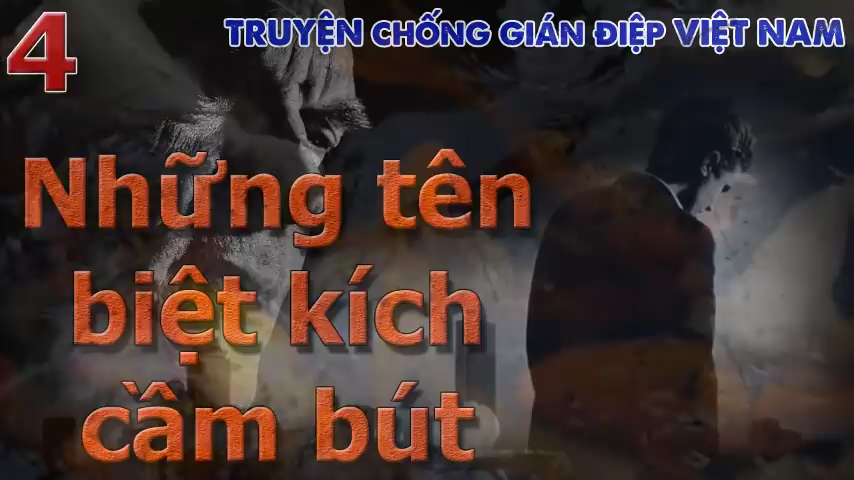 4
TRUYỆN CHỐNG GIÁN ĐIỆP VIỆT NAM
Những tên
biệt kích
cầm bút